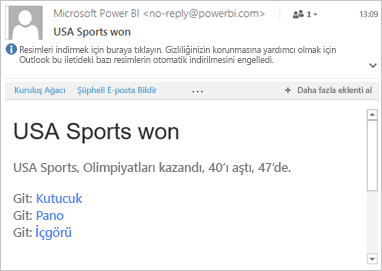 Microsoft Power BI <no-reply@powerbi.com>
1
13:09
USA Sports won
Resimleri indirmek için buraya tıklayın. Gizliliğinizin korunmasına yardımcı olmak için
Outlook bu iletideki bazı resimlerin otomatik indirilmesini engelledi.
Kuruluş Ağacı Şüpheli E-posta Bildir ... + Daha fazla eklenti al
USA Sports won
USA Sports, Olimpiyatları kazandı, 40'ı aştı, 47'de.
Git: Kutucuk
Git: Pano
Git: İçgörü